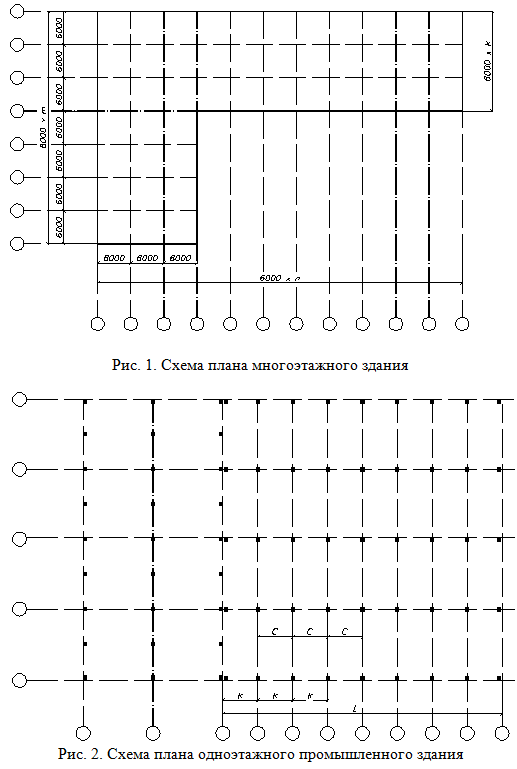 6000
6000
6000
6000 × m
6000 × k
6000
6000
6000
6000
6000 6000 6000
6000 × n
Рис. 1. Схема плана многоэтажного здания
C C C
к к к
L
Рис. 2. Схема плана одноэтажного промышленного здания